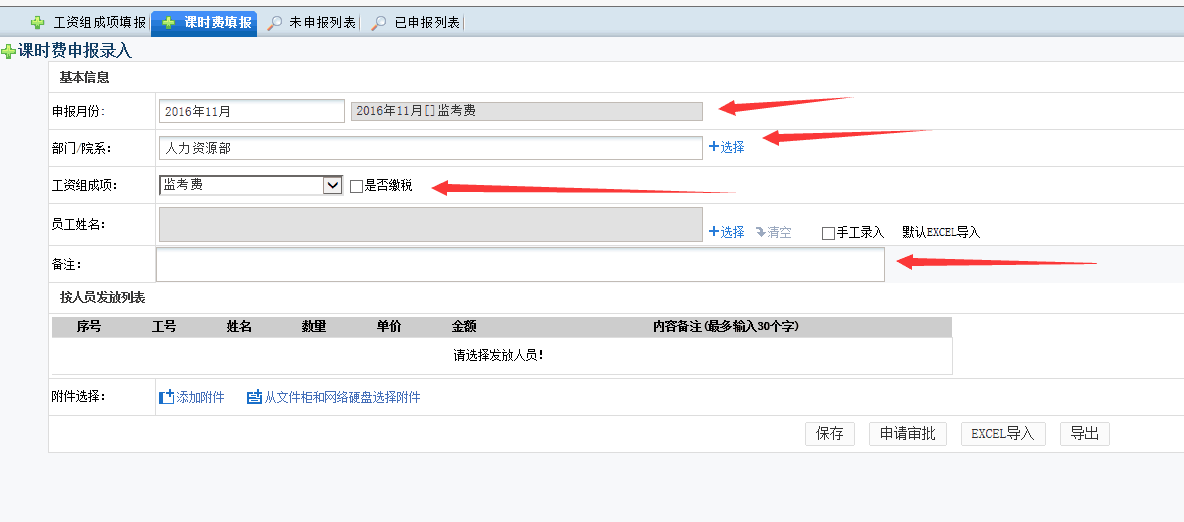 工资组成项填报 课时费填报 未申报列表 已申报列表
课时费申报录入
基本信息
申报月份: 2016年11月 2016年11月[]监考费
部门/院系: 人力资源部 选择
工资组成项: 监考费 是否缴税
员工姓名: 选择 清空 手工录入 默认EXCEL导入
备注:
按人员发放列表
序号 工号 姓名 数量 单价 金额 内容备注(最多输入30个字)
请选择发放人员!
附件选择: 添加附件 从文件柜和网络硬盘选择附件
保存 申请审批 EXCEL导入 导出